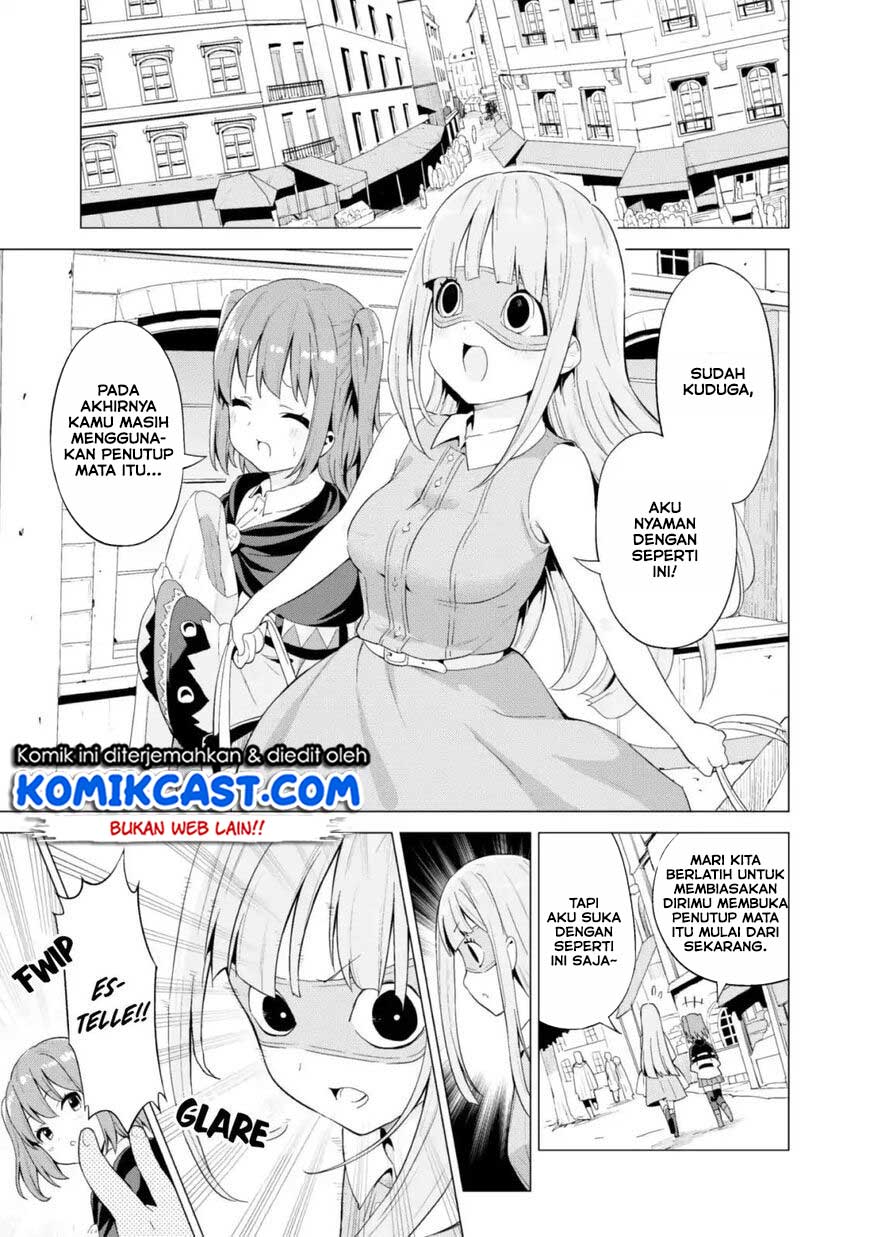 SUDAH
KUDUGA,
AKU
NYAMAN
DENGAN
SEPERTI
INI!
PADA
AKHIRNYA
KAMU MASIH
MENGGUNA-
KAN PENUTUP
MATA ITU...
Komik ini diterjemahkan & diedit oleh
KOMIKCAST.COM
BUKAN WEB LAIN!!
MARI KITA
BERLATIH UNTUK
MEMBIASAKAN
DIRIMU MEMBUKA
PENUTUP MATA
ITU MULAI DARI
SEKARANG.
TAPI
AKU SUKA
DENGAN
SEPERTI
INI SAJA~
GLARE
ES-
TELLE!!
FWIP